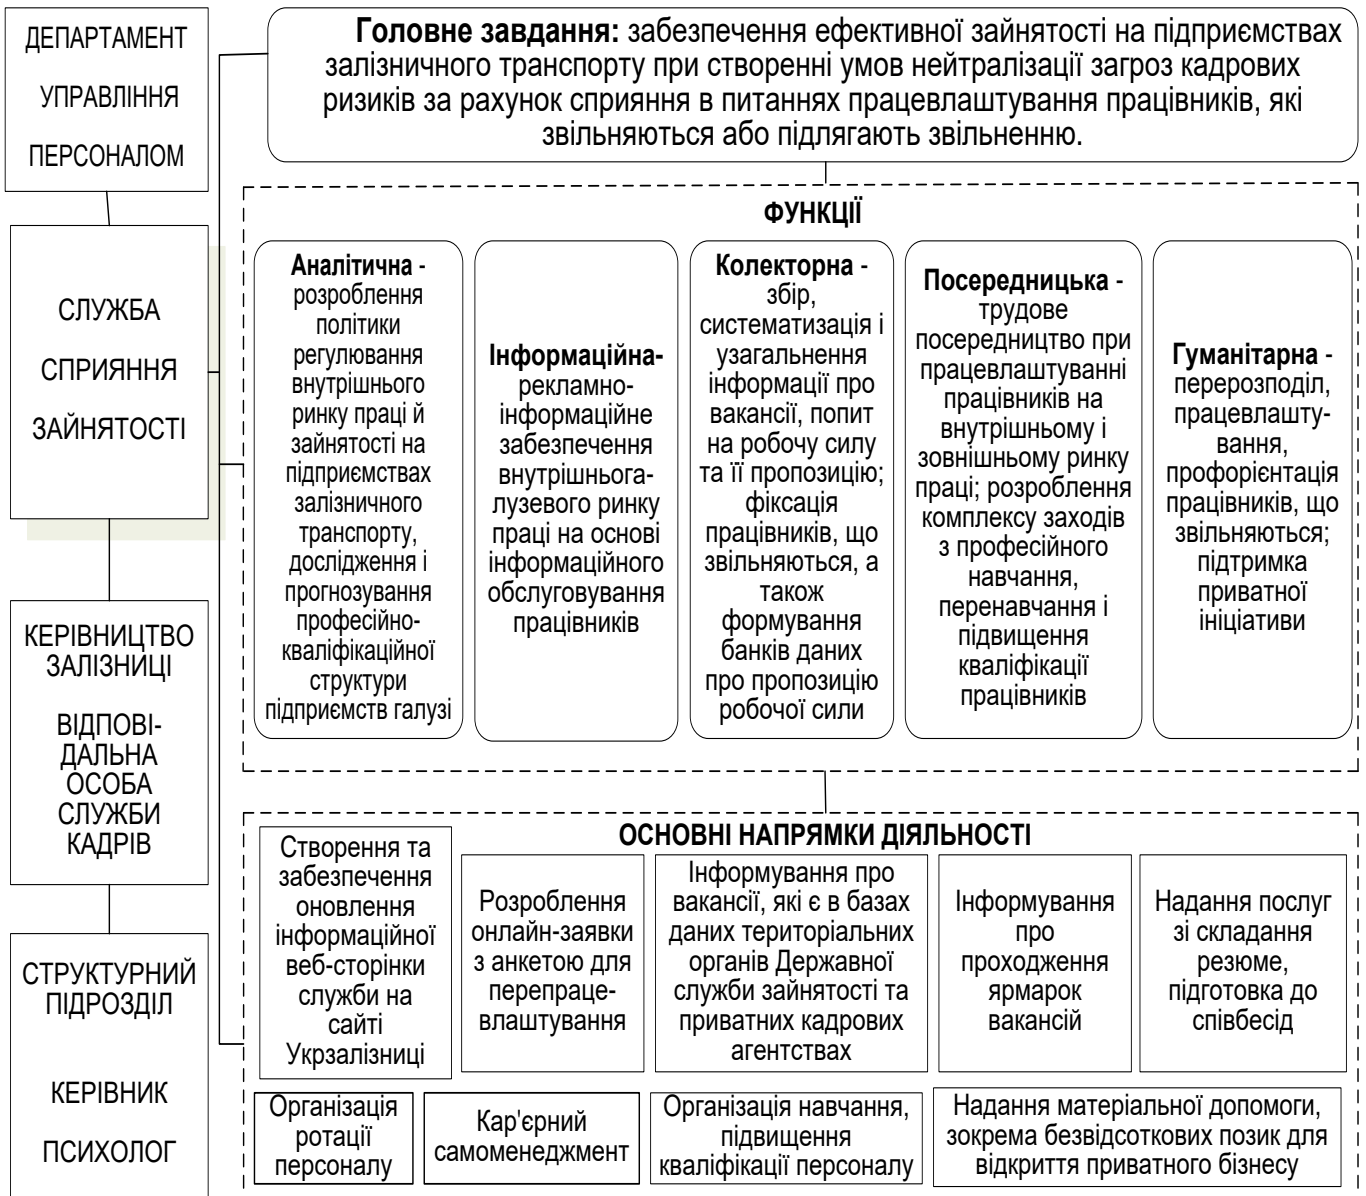 ДЕПАРТАМЕНТ
УПРАВЛІННЯ
ПЕРСОНАЛОМ
Головне завдання: забезпечення ефективної зайнятості на підприємствах
залізничного транспорту при створенні умов нейтралізації загроз кадрових
ризиків за рахунок сприяння в питаннях працевлаштування працівників, які
звільняються або підлягають звільненню.
СЛУЖБА
СПРИЯННЯ
ЗАЙНЯТОСТІ
КЕРІВНИЦТВО
ЗАЛІЗНИЦІ
ВІДПОВІ-
ДАЛЬНА
ОСОБА
СЛУЖБИ
КАДРІВ
СТРУКТУРНИЙ
ПІДРОЗДІЛ
КЕРІВНИК
ПСИХОЛОГ
ФУНКЦІЇ
Аналітична -
розроблення
політики
регулювання
внутрішнього
ринку праці й
зайнятості на
підприємствах
залізничного
транспорту,
дослідження і
прогнозування
професійно-
кваліфікаційної
структури
підприємств галузі
Інформаційна-
рекламно-
інформаційне
забезпечення
внутрішньога-
лузевого ринку
праці на основі
інформаційного
обслуговування
працівників
Колекторна -
збір,
систематизація і
узагальнення
інформації про
вакансії, попит
на робочу силу
та її пропозицію;
фіксація
працівників, що
звільняються, а
також
формування
банків даних
про пропозицію
робочої сили
Посередницька -
трудове
посередництво при
працевлаштуванні
працівників на
внутрішньому і
зовнішньому ринку
праці; розроблення
комплексу заходів
з професійного
навчання,
перенавчання і
підвищення
кваліфікації
працівників
Гуманітарна -
перерозподіл,
працевлашту-
вання,
профорієнтація
працівників, що
звільняються;
підтримка
приватної
ініціативи
ОСНОВНІ НАПРЯМКИ ДІЯЛЬНОСТІ
Створення та
забезпечення
оновлення
інформаційної
веб-сторінки
служби на
сайті
Укрзалізниці
Розроблення
онлайн-заявки
з анкетою для
перепраце-
влаштування
Інформування про
вакансії, які є в базах
даних територіальних
органів Державної
служби зайнятості та
приватних кадрових
агентствах
Інформування
про
проходження
ярмарок
вакансій
Надання послуг
зі складання
резюме,
підготовка до
співбесід
Організація
ротації
персоналу
Кар'єрний
самоменеджмент
Організація навчання,
підвищення
кваліфікації персоналу
Надання матеріальної допомоги,
зокрема безвідсоткових позик для
відкриття приватного бізнесу